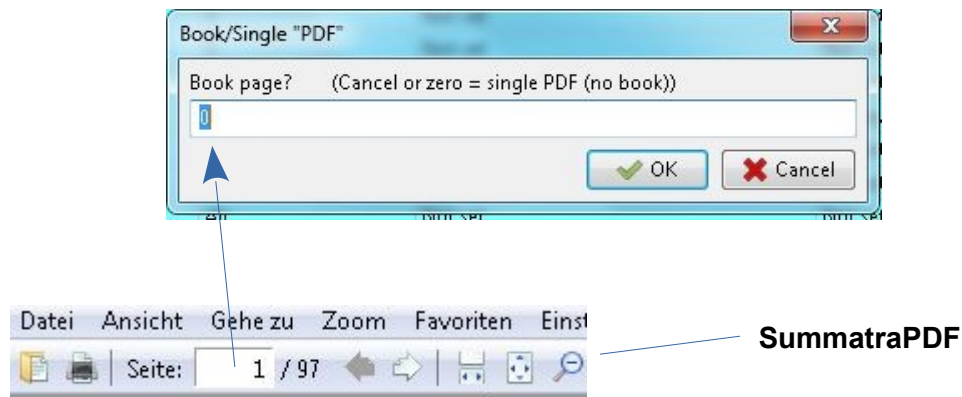 Book/Single "PDF"
Book page? (Cancel or zero = single PDF (no book))
0
OK Cancel
Datei Ansicht Gehe zu Zoom Favoriten Einst
Seite: 1 / 97
SummatraPDF